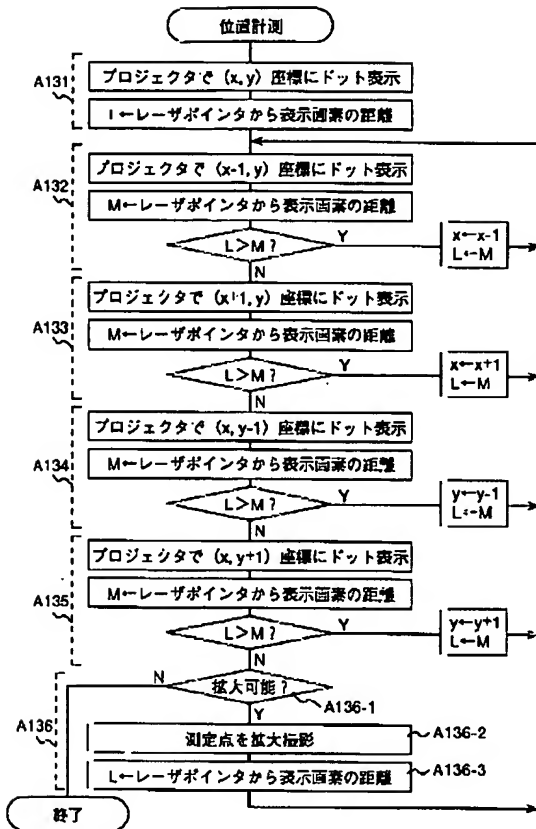 位置計測
A131
プロジェクタで (x, y) 座標にドット表示
L←レーザポインタから表示画素の距離
A132
プロジェクタで (x-1, y) 座標にドット表示
M←レーザポインタから表示画素の距離
L>M?
Y
x←x-1
L←M
N
A133
プロジェクタで (x+1, y) 座標にドット表示
M←レーザポインタから表示画素の距離
L>M?
Y
x←x+1
L←M
N
A134
プロジェクタで (x, y-1) 座標にドット表示
M←レーザポインタから表示画素の距離
L>M?
Y
y←y-1
L←M
N
A135
プロジェクタで (x, y+1) 座標にドット表示
M←レーザポインタから表示画素の距離
L>M?
Y
y←y+1
L←M
N
A136
N
拡大可能?
A136-1
Y
測定点を拡大撮影
A136-2
L←レーザポインタから表示画素の距離
A136-3
終了